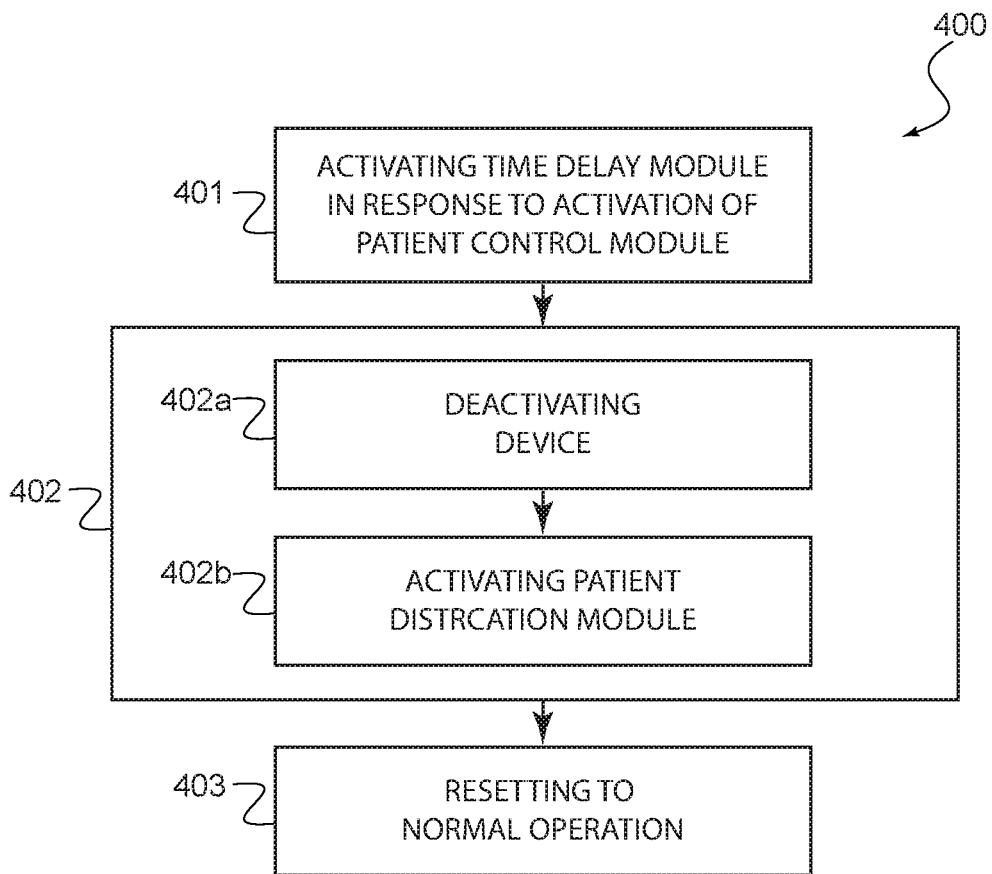 400
401
ACTIVATING TIME DELAY MODULE
IN RESPONSE TO ACTIVATION OF
PATIENT CONTROL MODULE
402
402a
DEACTIVATING
DEVICE
402b
ACTIVATING PATIENT
DISTRCATION MODULE
403
RESETTING TO
NORMAL OPERATION